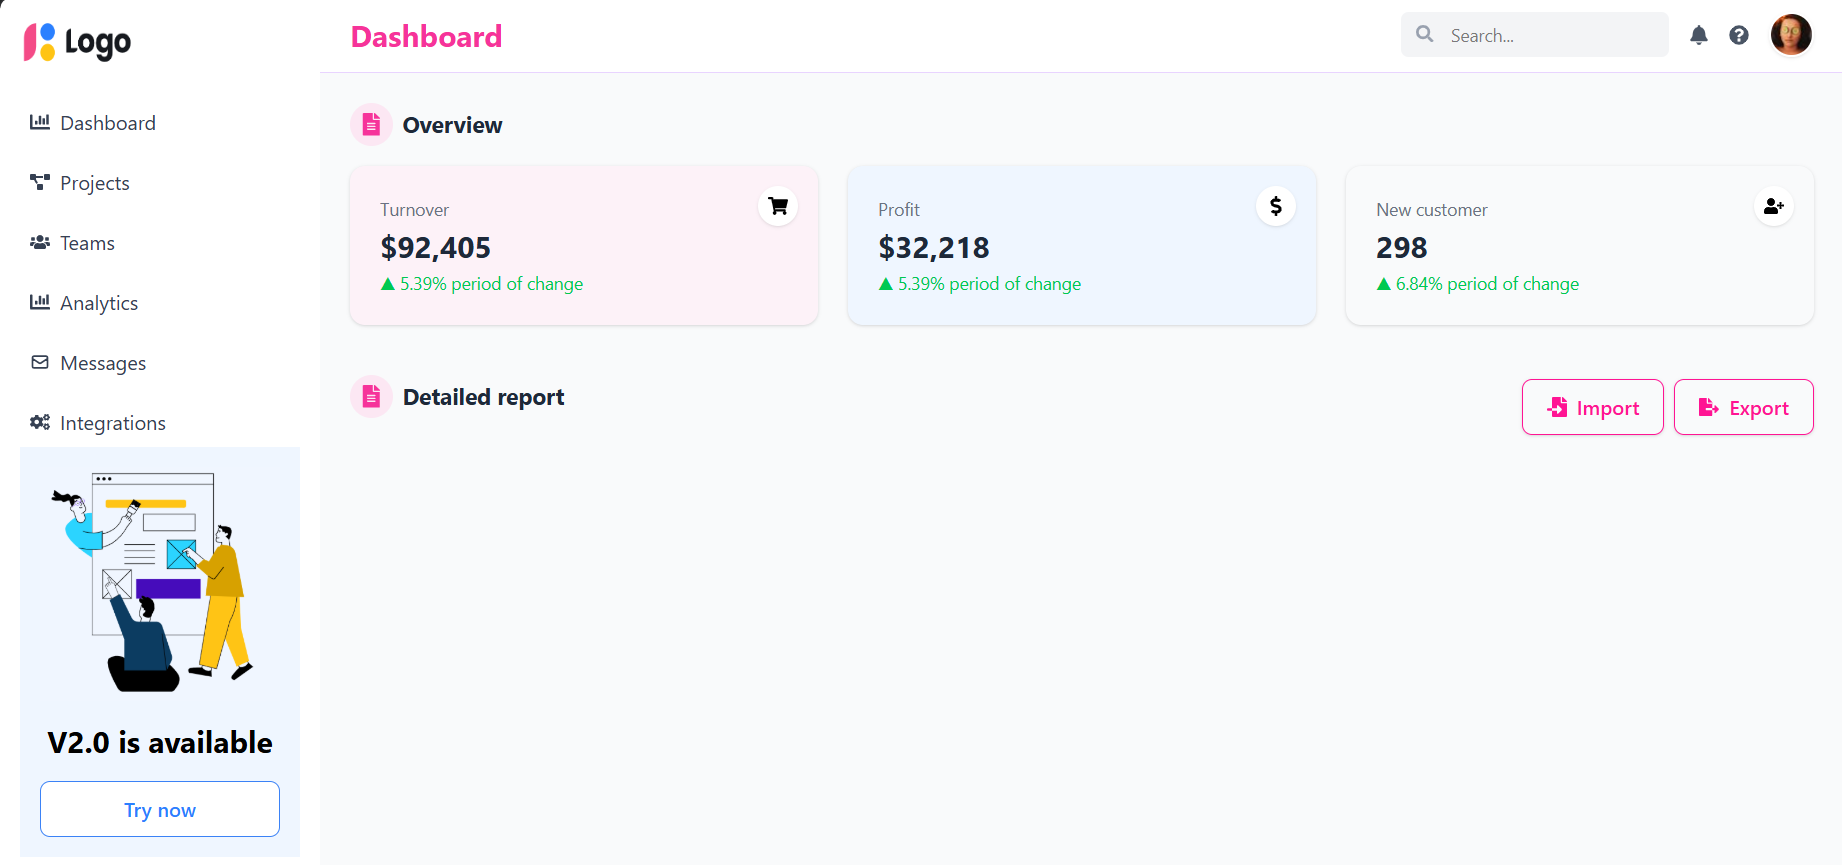 Logo
Dashboard
Search...
Dashboard
Projects
Teams
Analytics
Messages
Integrations
V2.0 is available
Try now
Overview
Turnover
$92,405
▲ 5.39% period of change
Profit
$32,218
▲ 5.39% period of change
New customer
298
▲ 6.84% period of change
Detailed report
Import
Export